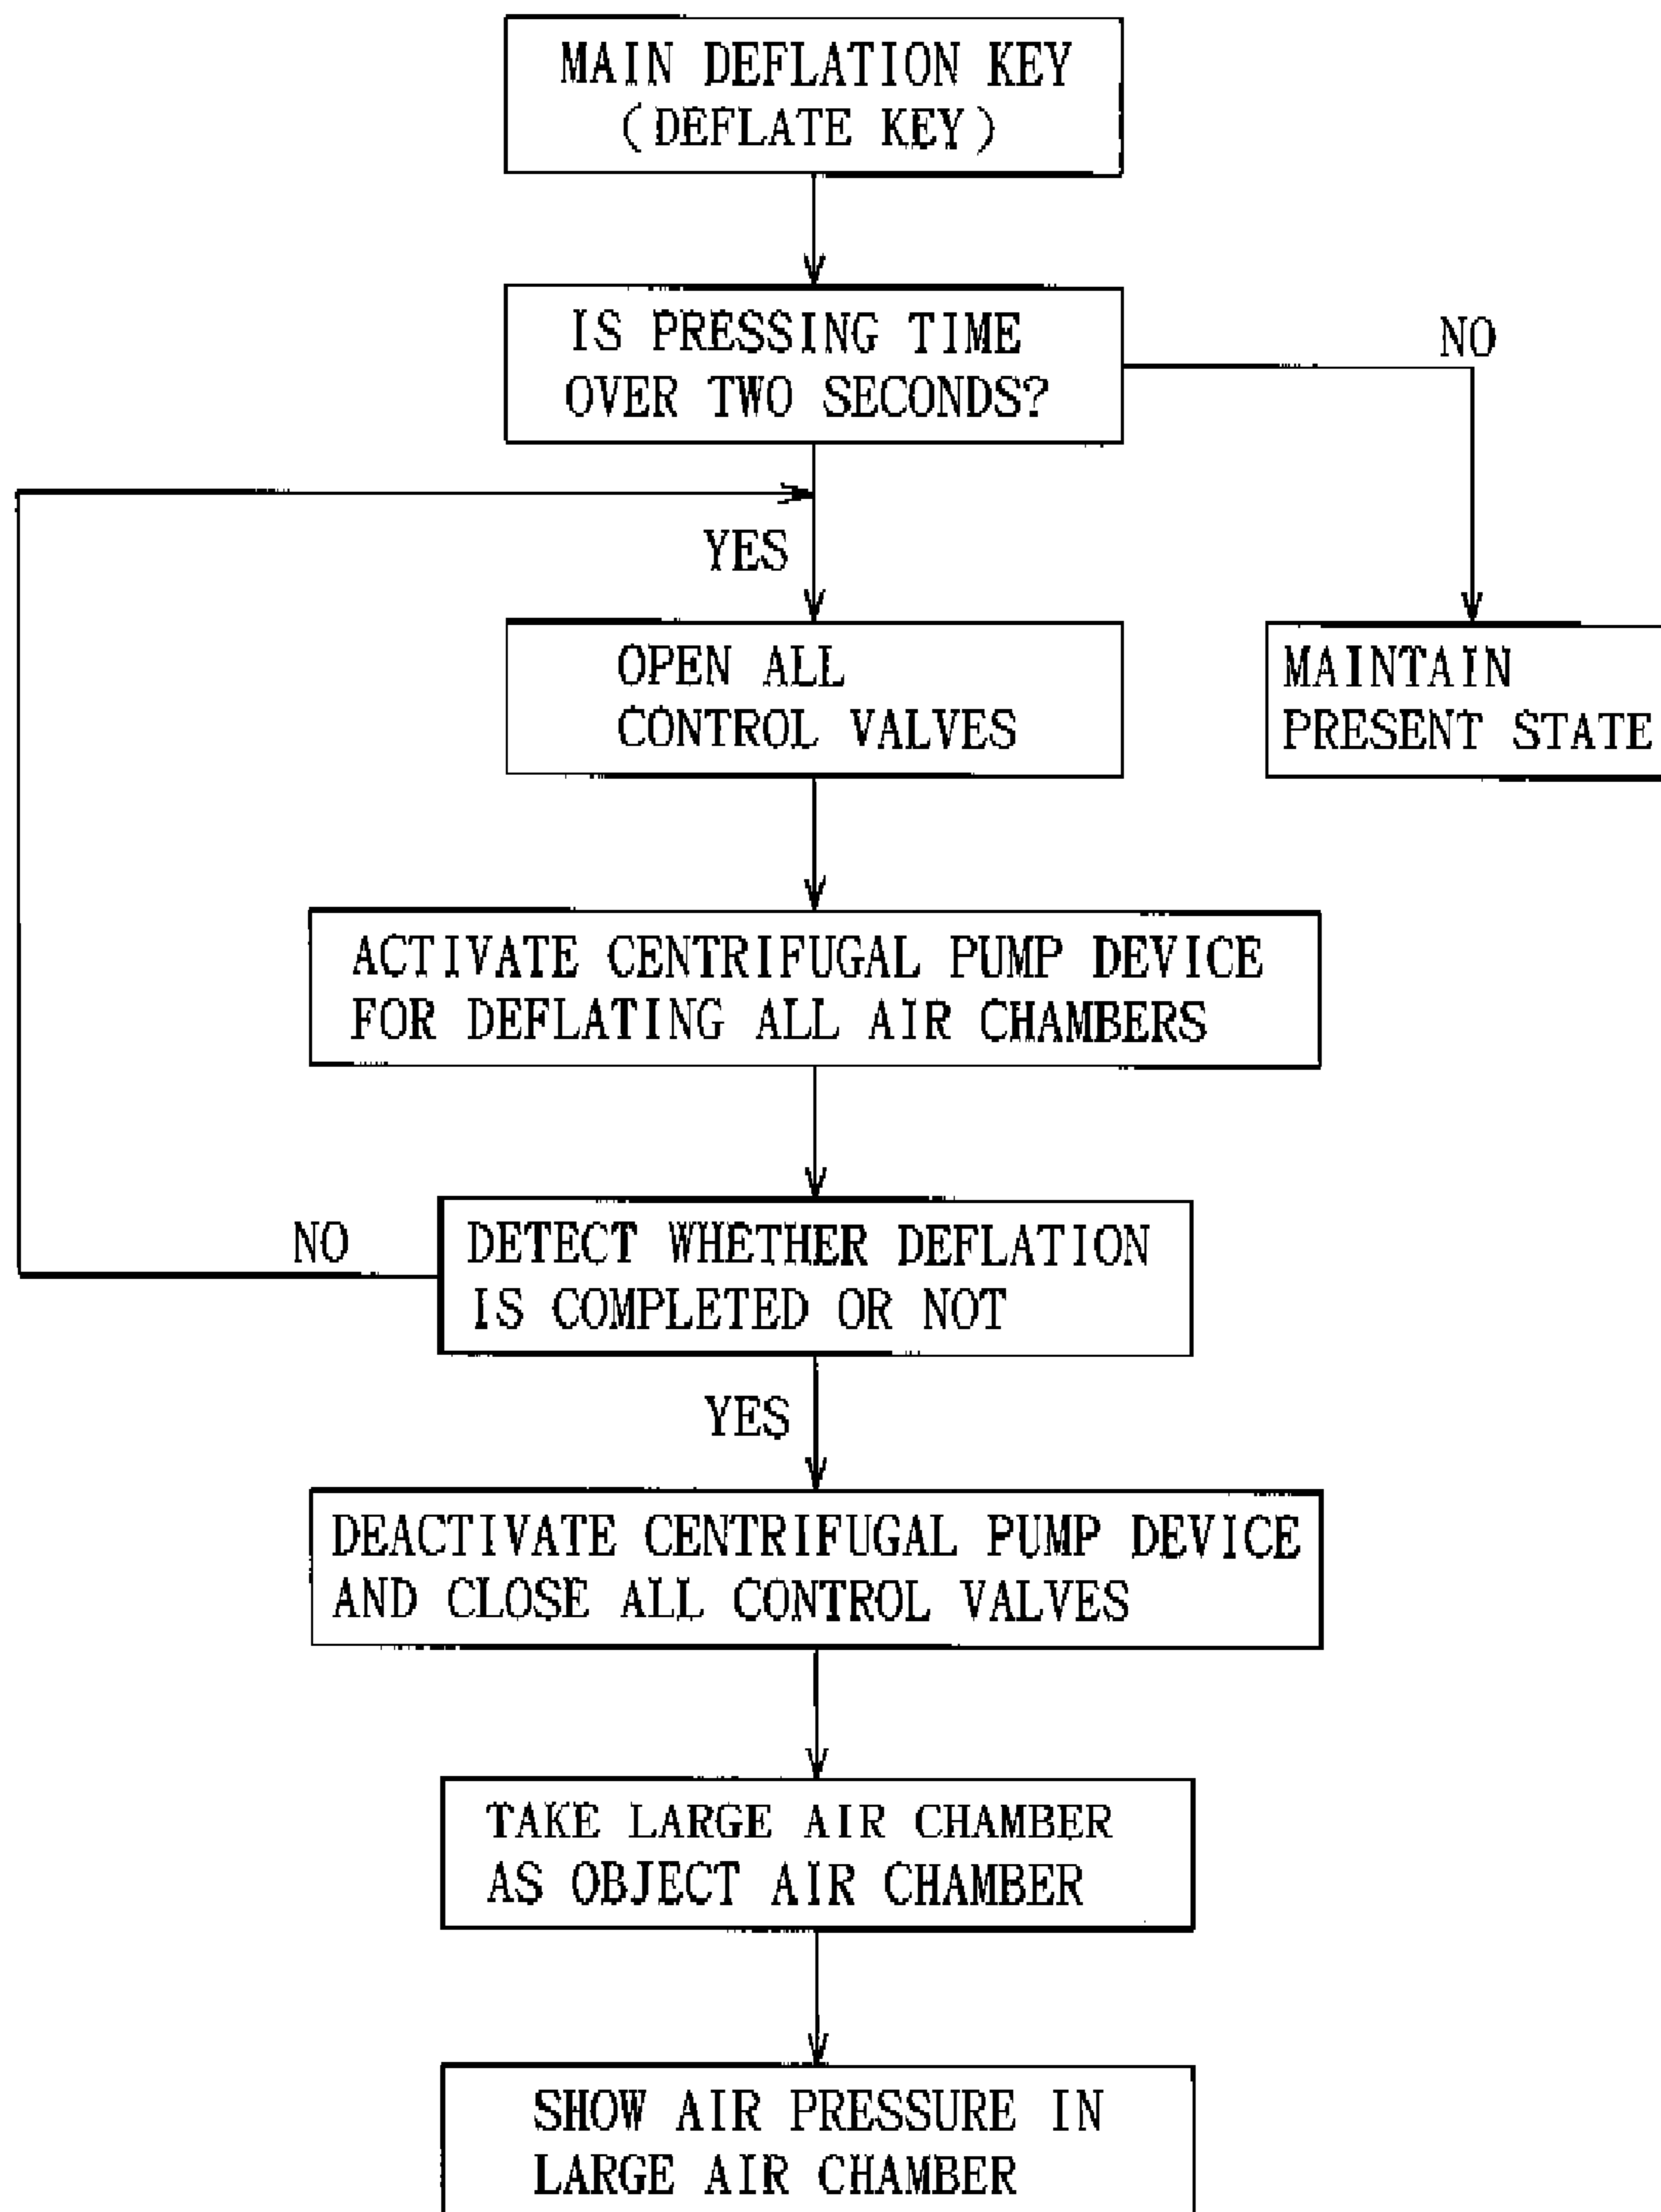 MAIN DEFLATION KEY
(DEFLATE KEY)
IS PRESSING TIME
OVER TWO SECONDS?
NO
YES
OPEN ALL
CONTROL VALVES
MAINTAIN
PRESENT STATE
ACTIVATE CENTRIFUGAL PUMP DEVICE
FOR DEFLATING ALL AIR CHAMBERS
NO
DETECT WHETHER DEFLATION
IS COMPLETED OR NOT
YES
DEACTIVATE CENTRIFUGAL PUMP DEVICE
AND CLOSE ALL CONTROL VALVES
TAKE LARGE AIR CHAMBER
AS OBJECT AIR CHAMBER
SHOW AIR PRESSURE IN
LARGE AIR CHAMBER